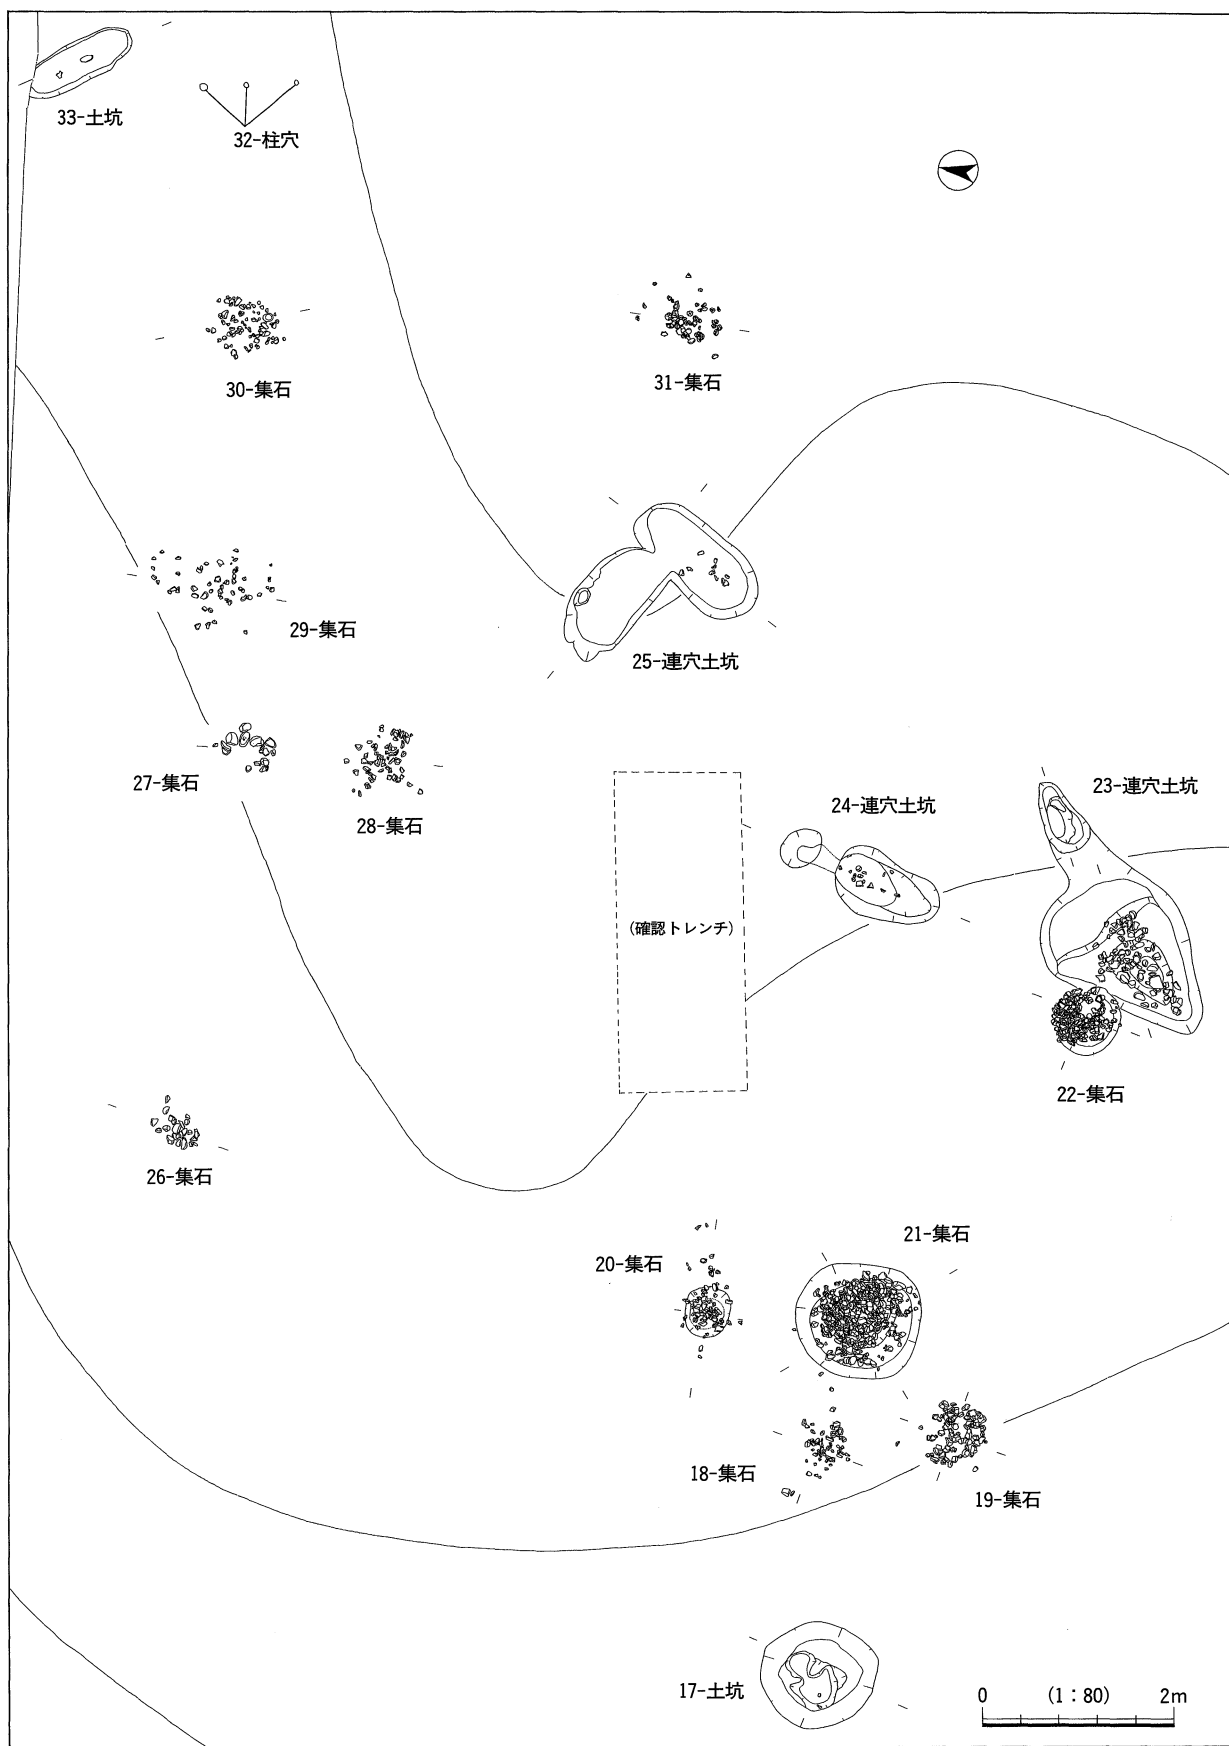 33-土坑
32-柱穴
30-集石
31-集石
29-集石
25-連穴土坑
27-集石
28-集石
24-連穴土坑
23-連穴土坑
(確認トレンチ)
22-集石
26-集石
20-集石
21-集石
18-集石
19-集石
17-土坑
0 (1:80) 2m